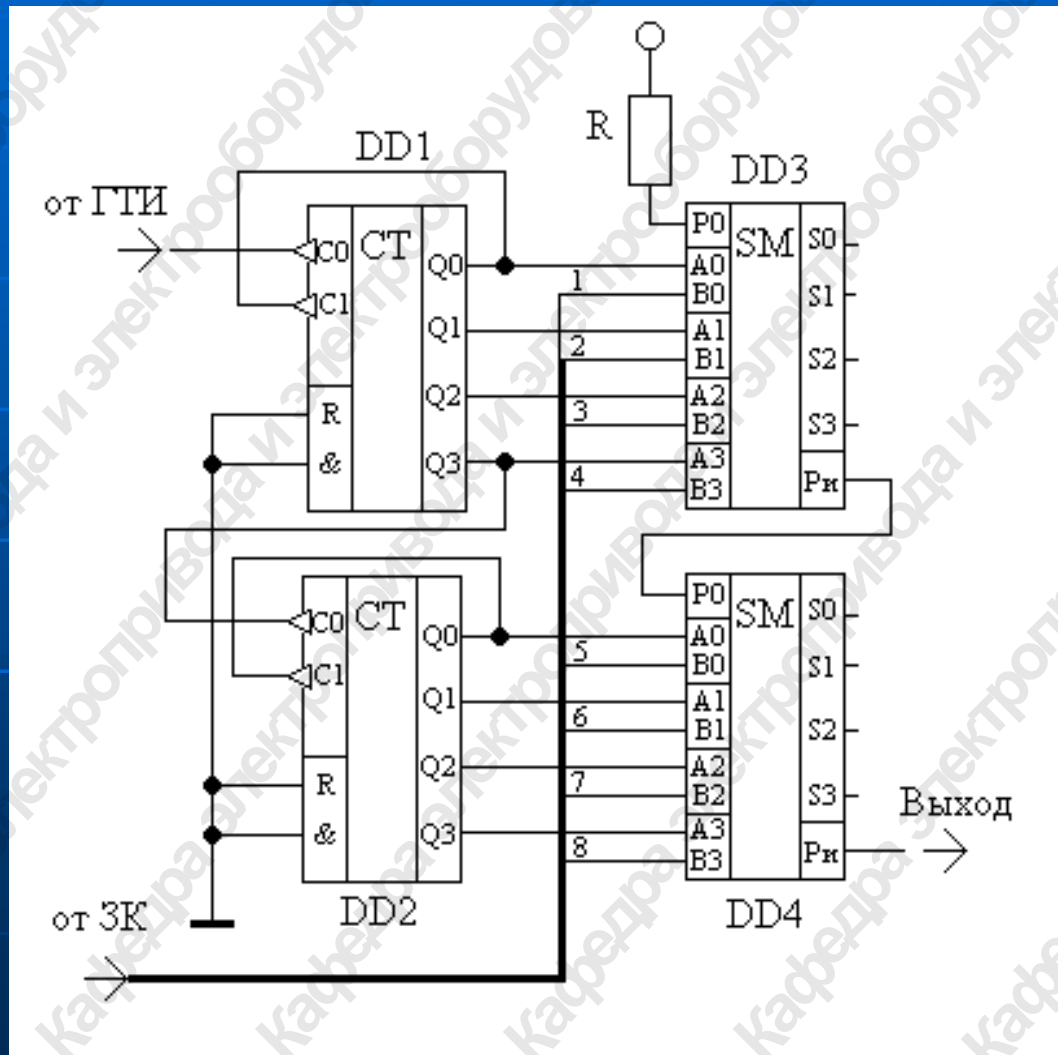 R
DD1
DD3
от ГТИ
C0 CT
C1
Q0
Q1
Q2
Q3
R
&
P0 SM
A0
B0
A1
B1
A2
B2
A3
B3
S0
S1
S2
S3
Pи
1
2
3
4
C0 CT
C1
Q0
Q1
Q2
Q3
R
&
DD2
P0 SM
A0
B0
A1
B1
A2
B2
A3
B3
S0
S1
S2
S3
Pи
5
6
7
8
Выход
DD4
от ЗК
Кафедра электропривода и электрооборудова